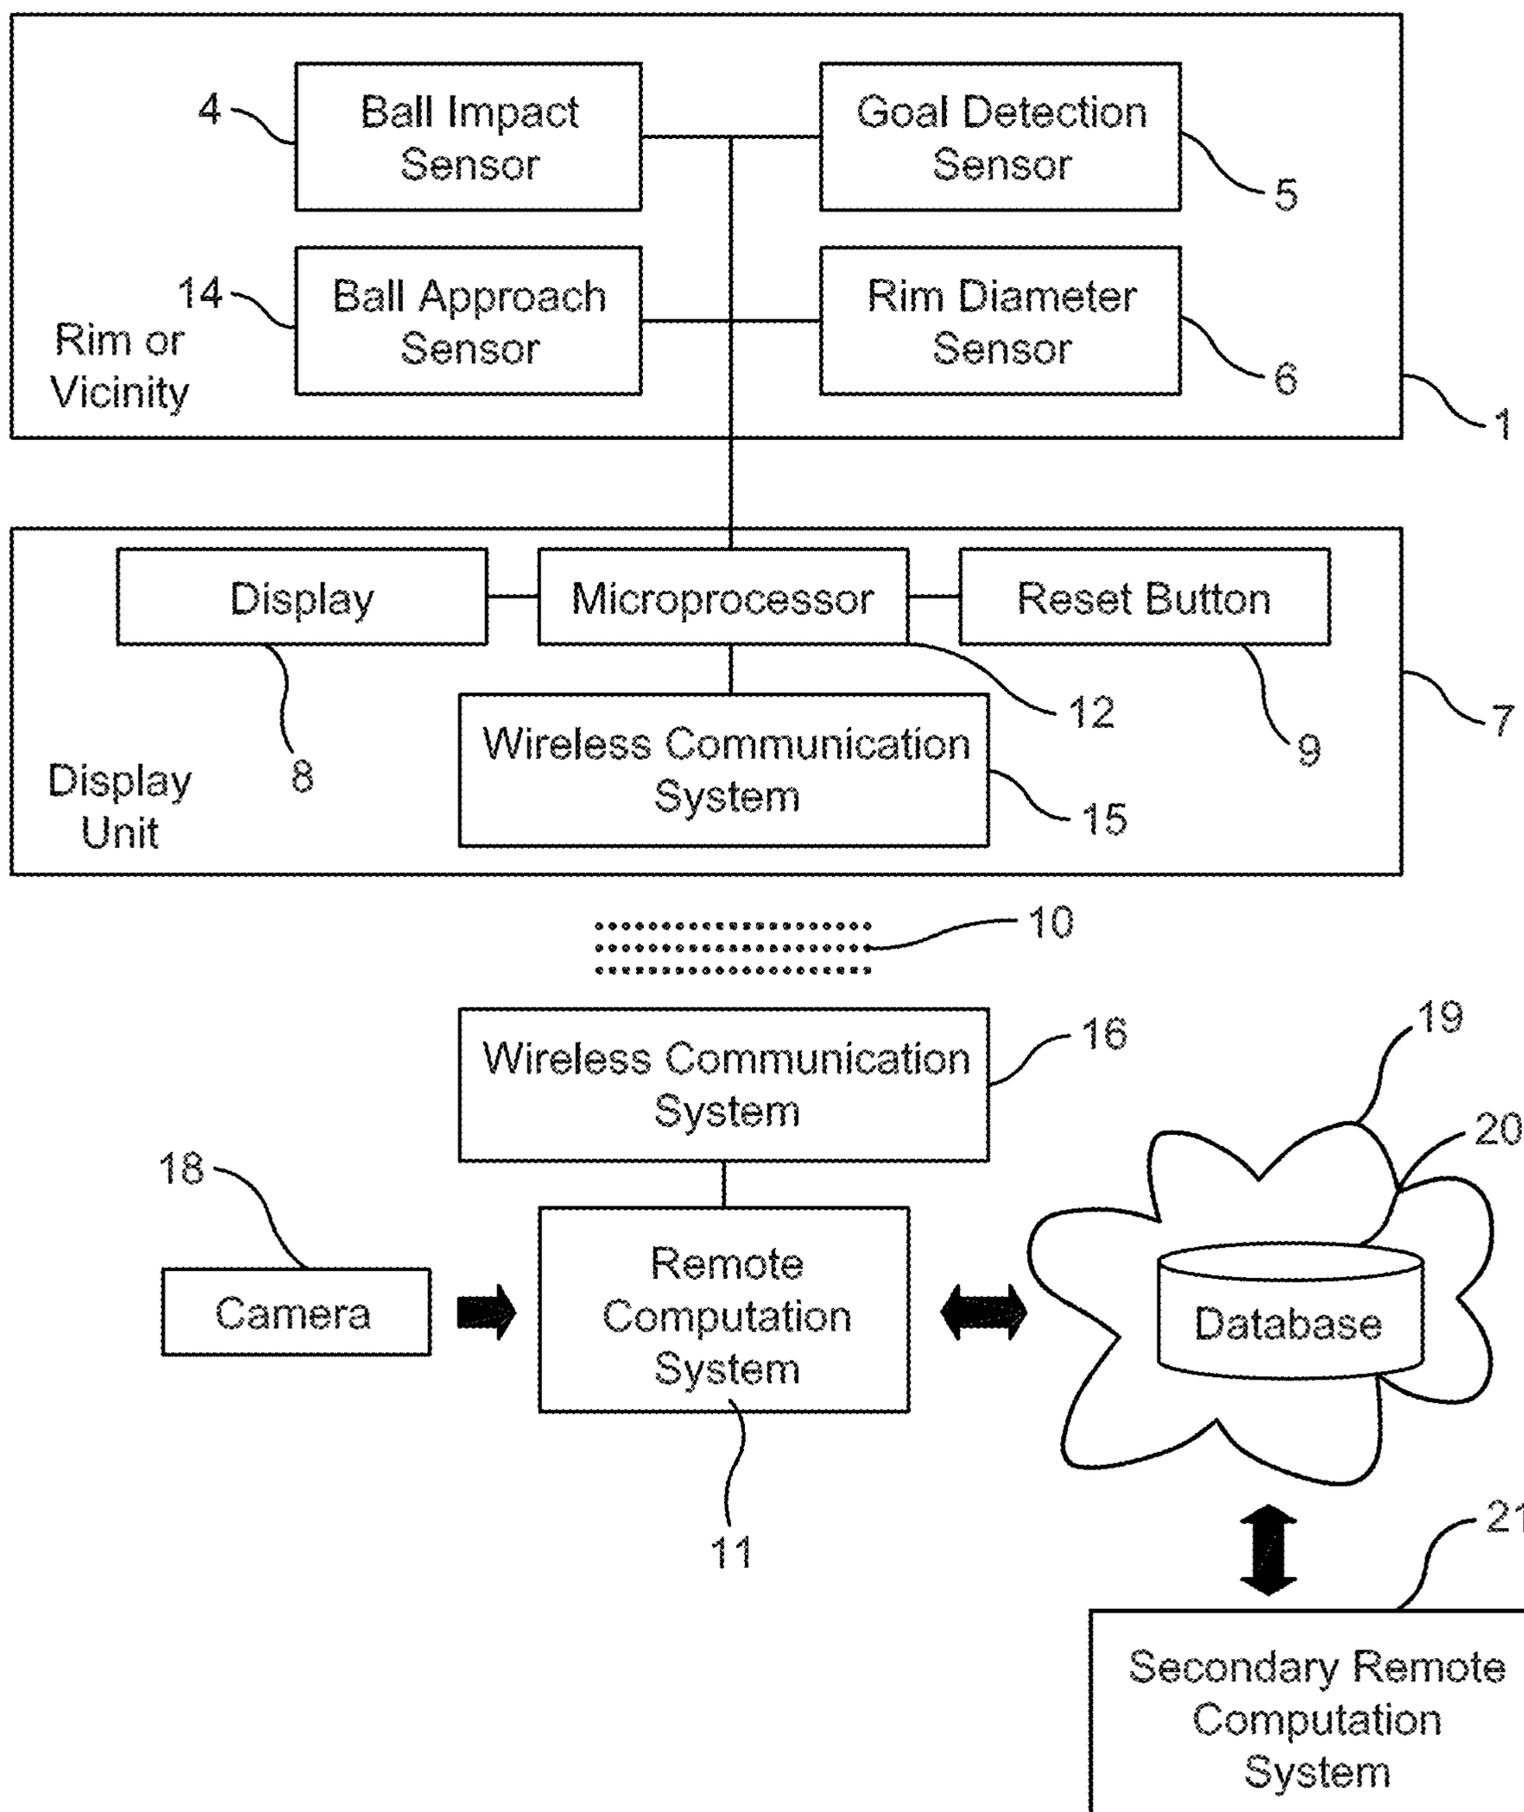 4
Ball Impact
Sensor
Goal Detection
Sensor
5
14
Ball Approach
Sensor
Rim Diameter
Sensor
6
Rim or
Vicinity
1
Display
Microprocessor
Reset Button
8
12
9
7
Wireless Communication
System
15
Display
Unit
10
Wireless Communication
System
16
19
20
18
Camera
Remote
Computation
System
Database
11
21
Secondary Remote
Computation
System